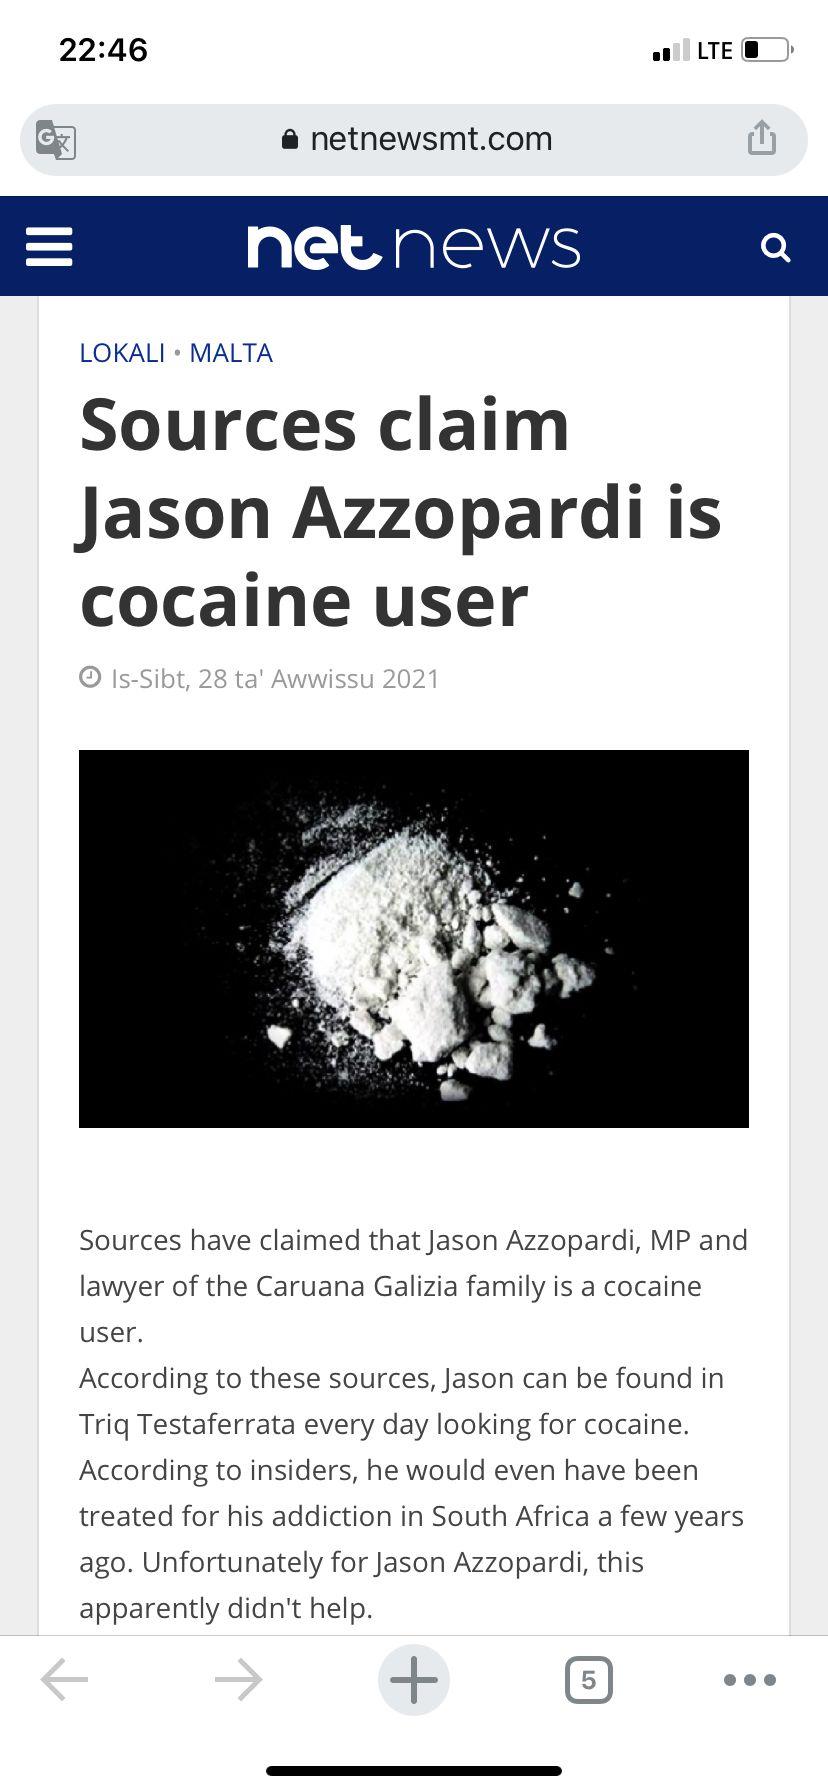 22:46
LTE
netnewsmt.com
net news
LOKALI • MALTA
Sources claim
Jason Azzopardi is
cocaine user
Is-Sibt, 28 ta' Awwissu 2021
Sources have claimed that Jason Azzopardi, MP and
lawyer of the Caruana Galizia family is a cocaine
user.
According to these sources, Jason can be found in
Triq Testaferrata every day looking for cocaine.
According to insiders, he would even have been
treated for his addiction in South Africa a few years
ago. Unfortunately for Jason Azzopardi, this
apparently didn't help.
5